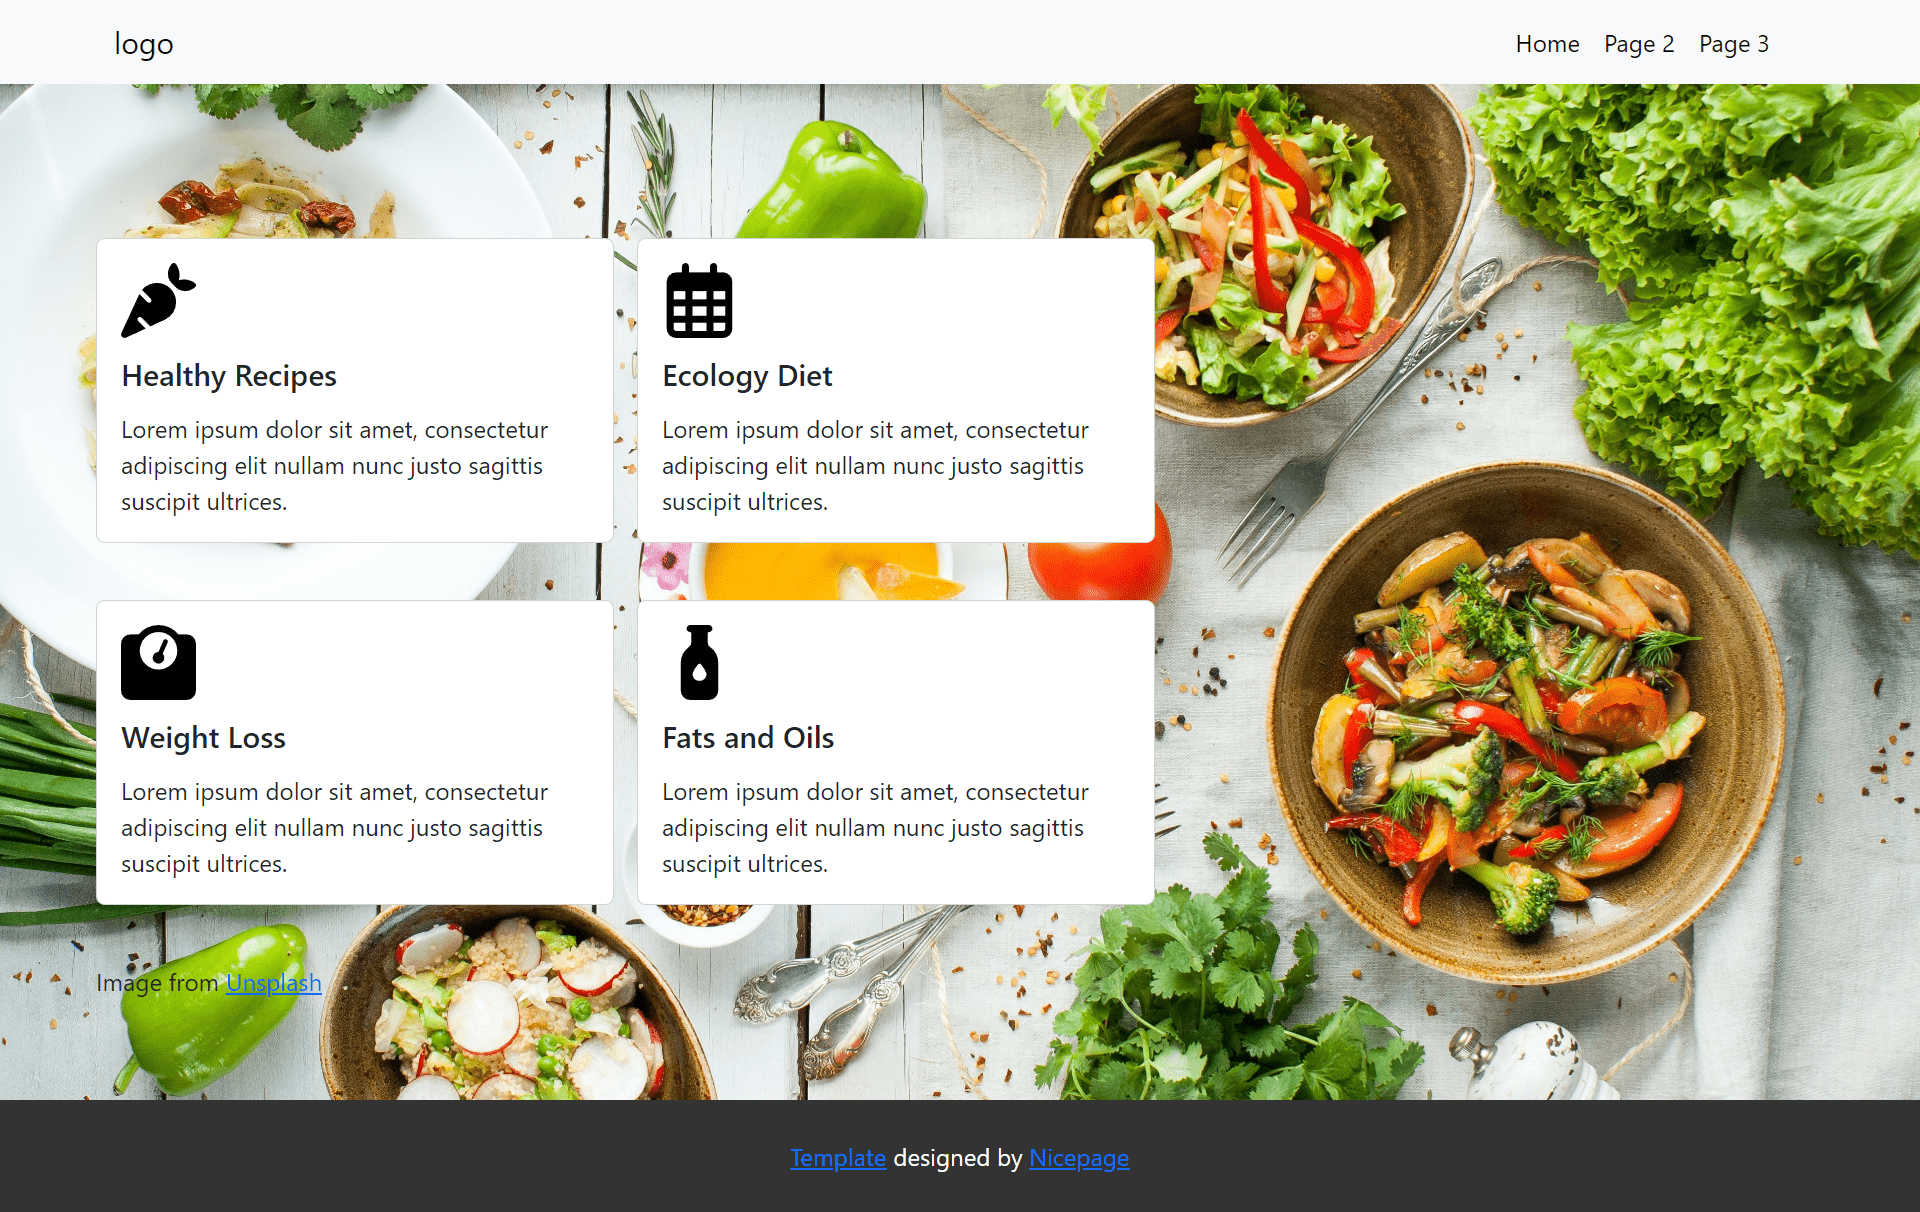 logo
Home Page 2 Page 3
Healthy Recipes
Lorem ipsum dolor sit amet, consectetur
adipiscing elit nullam nunc justo sagittis
suscipit ultrices.
Ecology Diet
Lorem ipsum dolor sit amet, consectetur
adipiscing elit nullam nunc justo sagittis
suscipit ultrices.
Weight Loss
Lorem ipsum dolor sit amet, consectetur
adipiscing elit nullam nunc justo sagittis
suscipit ultrices.
Fats and Oils
Lorem ipsum dolor sit amet, consectetur
adipiscing elit nullam nunc justo sagittis
suscipit ultrices.
Image from Unsplash
Template designed by Nicepage